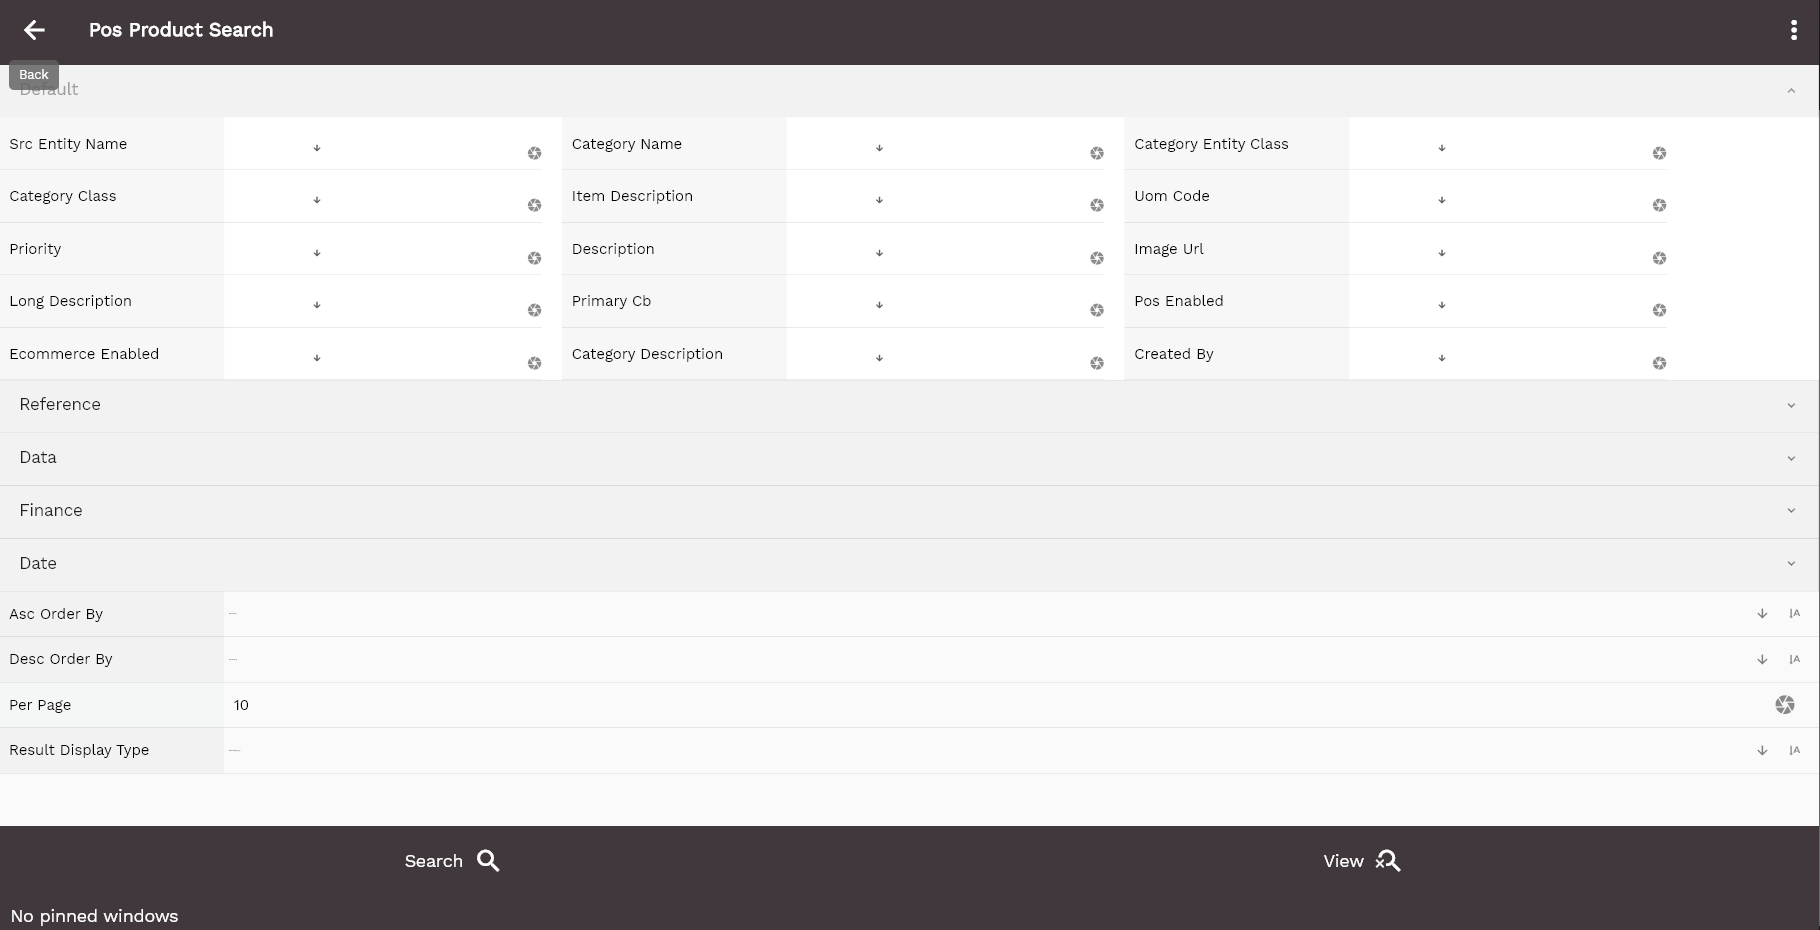 Pos Product Search
Back
Default
Src Entity Name
Category Name
Category Entity Class
Category Class
Item Description
Uom Code
Priority
Description
Image Url
Long Description
Primary Cb
Pos Enabled
Ecommerce Enabled
Category Description
Created By
Reference
Data
Finance
Date
Asc Order By
Desc Order By
Per Page 10
Result Display Type
Search
View
No pinned windows